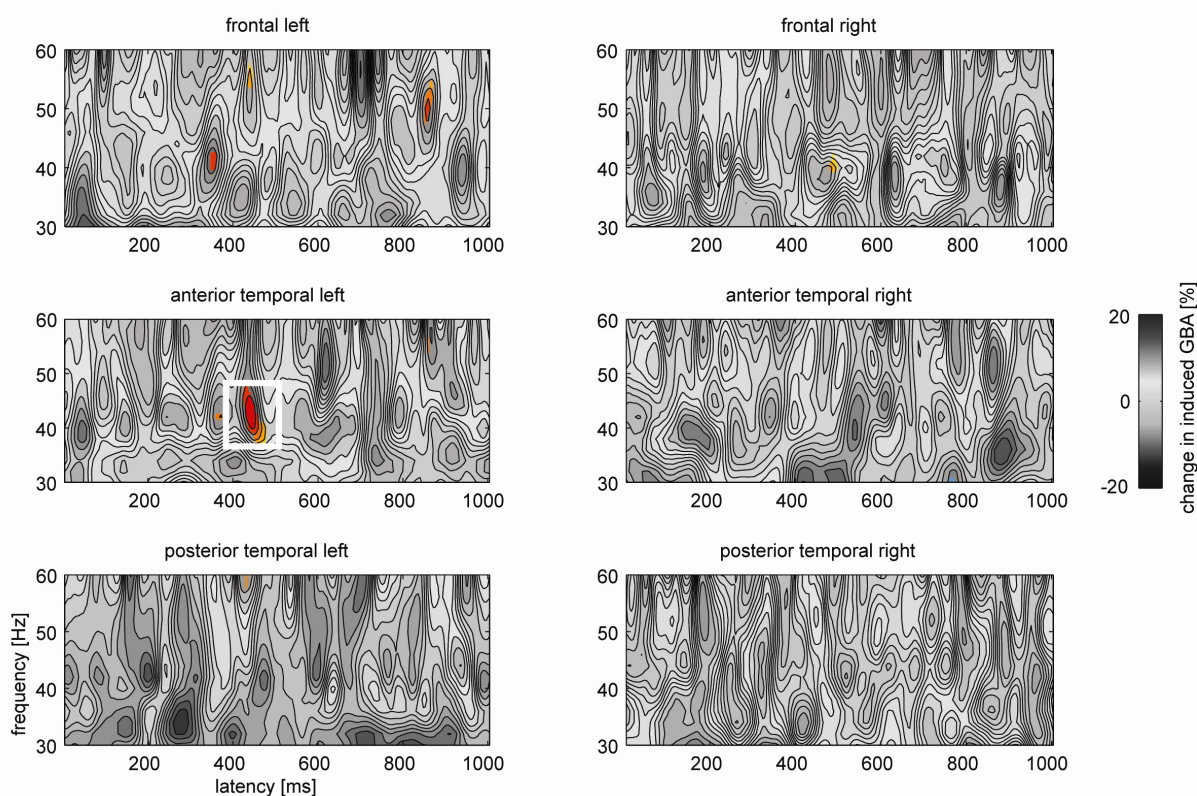 frontal left
60
50
40
30
200 400 600 800 1000
frontal right
60
50
40
30
200 400 600 800 1000
anterior temporal left
60
50
40
30
200 400 600 800 1000
anterior temporal right
60
50
40
30
200 400 600 800 1000
20
0
-20
change in induced GBA [%]
posterior temporal left
60
50
40
30
frequency [Hz]
200 400 600 800 1000
latency [ms]
posterior temporal right
60
50
40
30
200 400 600 800 1000